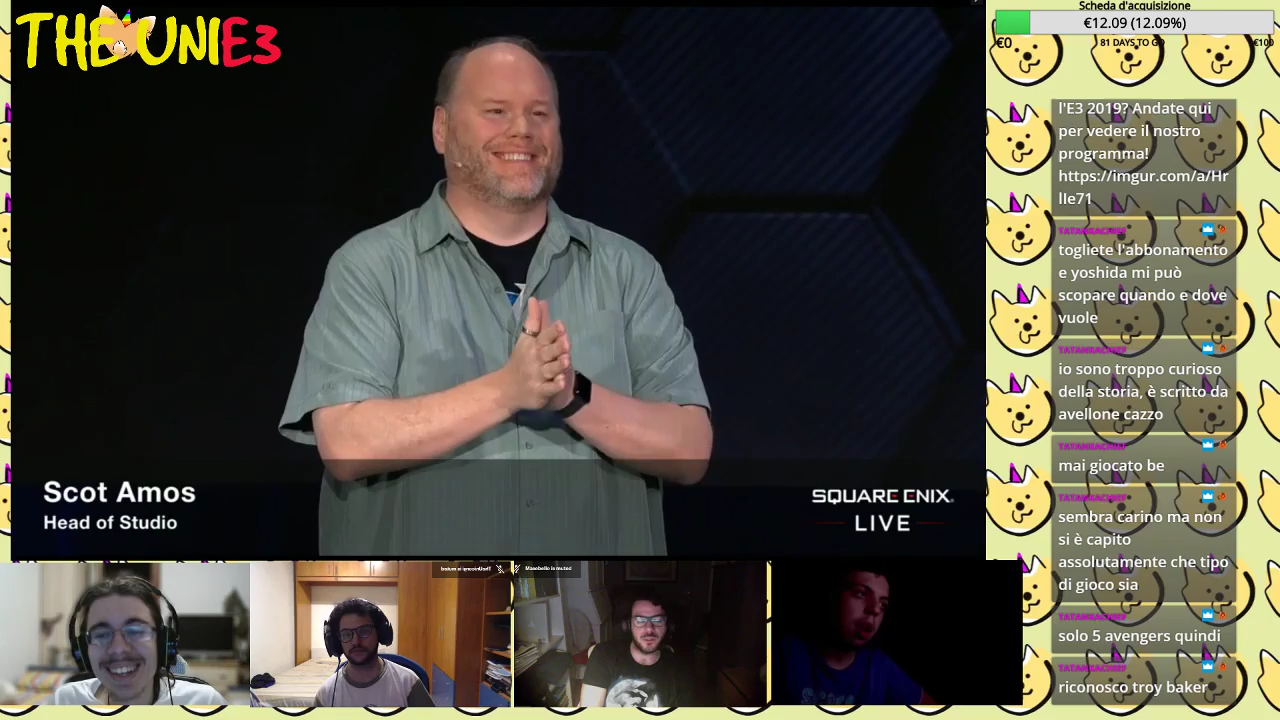 THE UNIE3
Scheda d'acquisizione
€12.09 (12.09%)
€0
81 DAYS TO GO
€100
l'E3 2019? Andate qui
per vedere il nostro
programma!
https://imgur.com/a/Hr
lle71
togliete l'abbonamento
e yoshida mi può
scopare quando e dove
vuole
io sono troppo curioso
della storia, è scritto da
avellone cazzo
mai giocato be
sembra carino ma non
si è capito
assolutamente che tipo
di gioco sia
solo 5 avengers quindi
riconosco troy baker
Scot Amos
Head of Studio
SQUARE ENIX.
LIVE
Masebello is muted